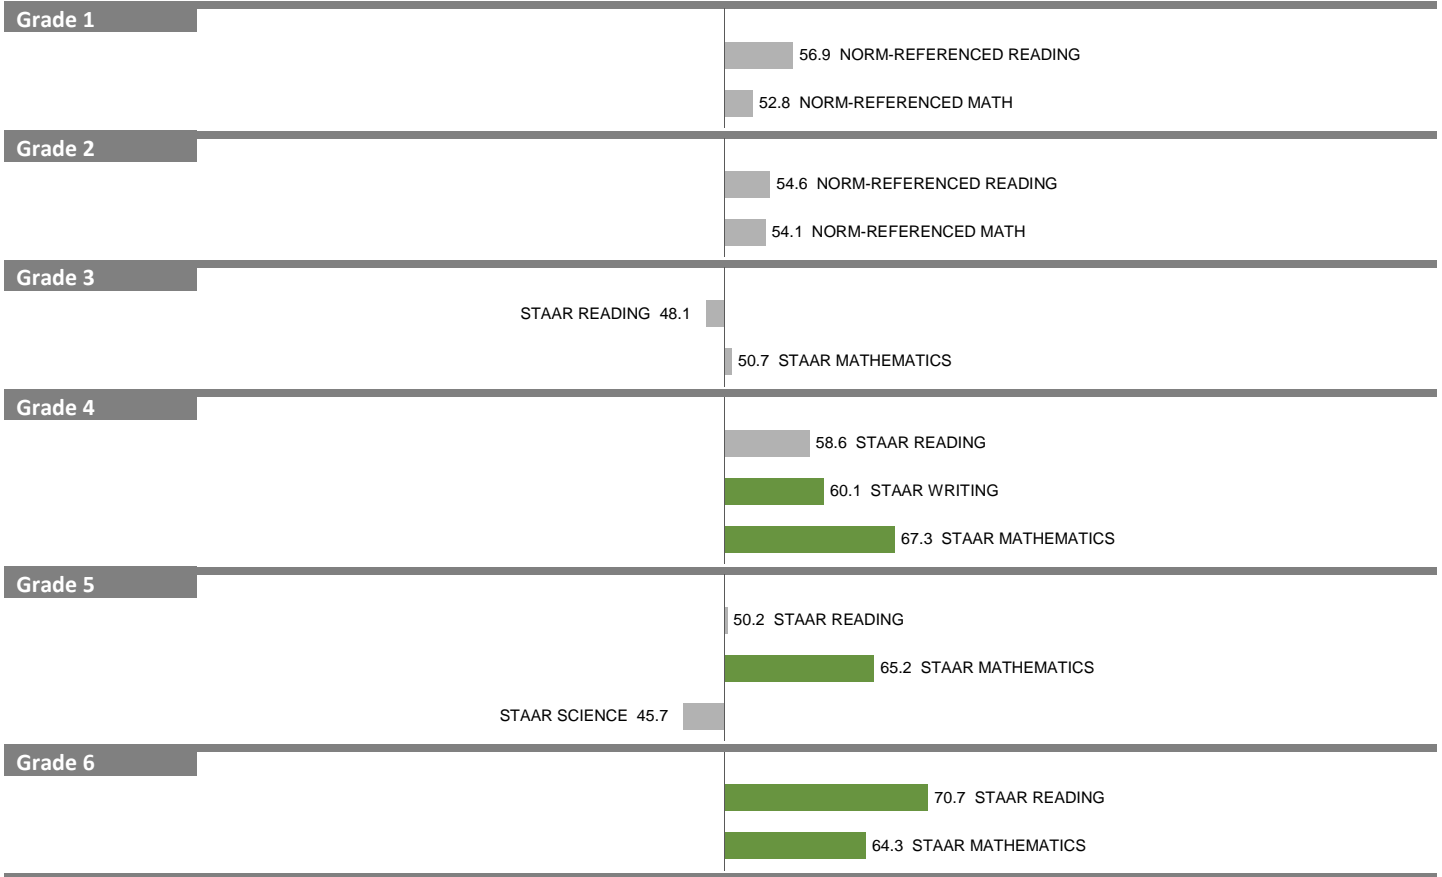 Grade 1
56.9 NORM-REFERENCED READING
52.8 NORM-REFERENCED MATH
Grade 2
54.6 NORM-REFERENCED READING
54.1 NORM-REFERENCED MATH
Grade 3
STAAR READING 48.1
50.7 STAAR MATHEMATICS
Grade 4
58.6 STAAR READING
60.1 STAAR WRITING
67.3 STAAR MATHEMATICS
Grade 5
50.2 STAAR READING
65.2 STAAR MATHEMATICS
STAAR SCIENCE 45.7
Grade 6
70.7 STAAR READING
64.3 STAAR MATHEMATICS